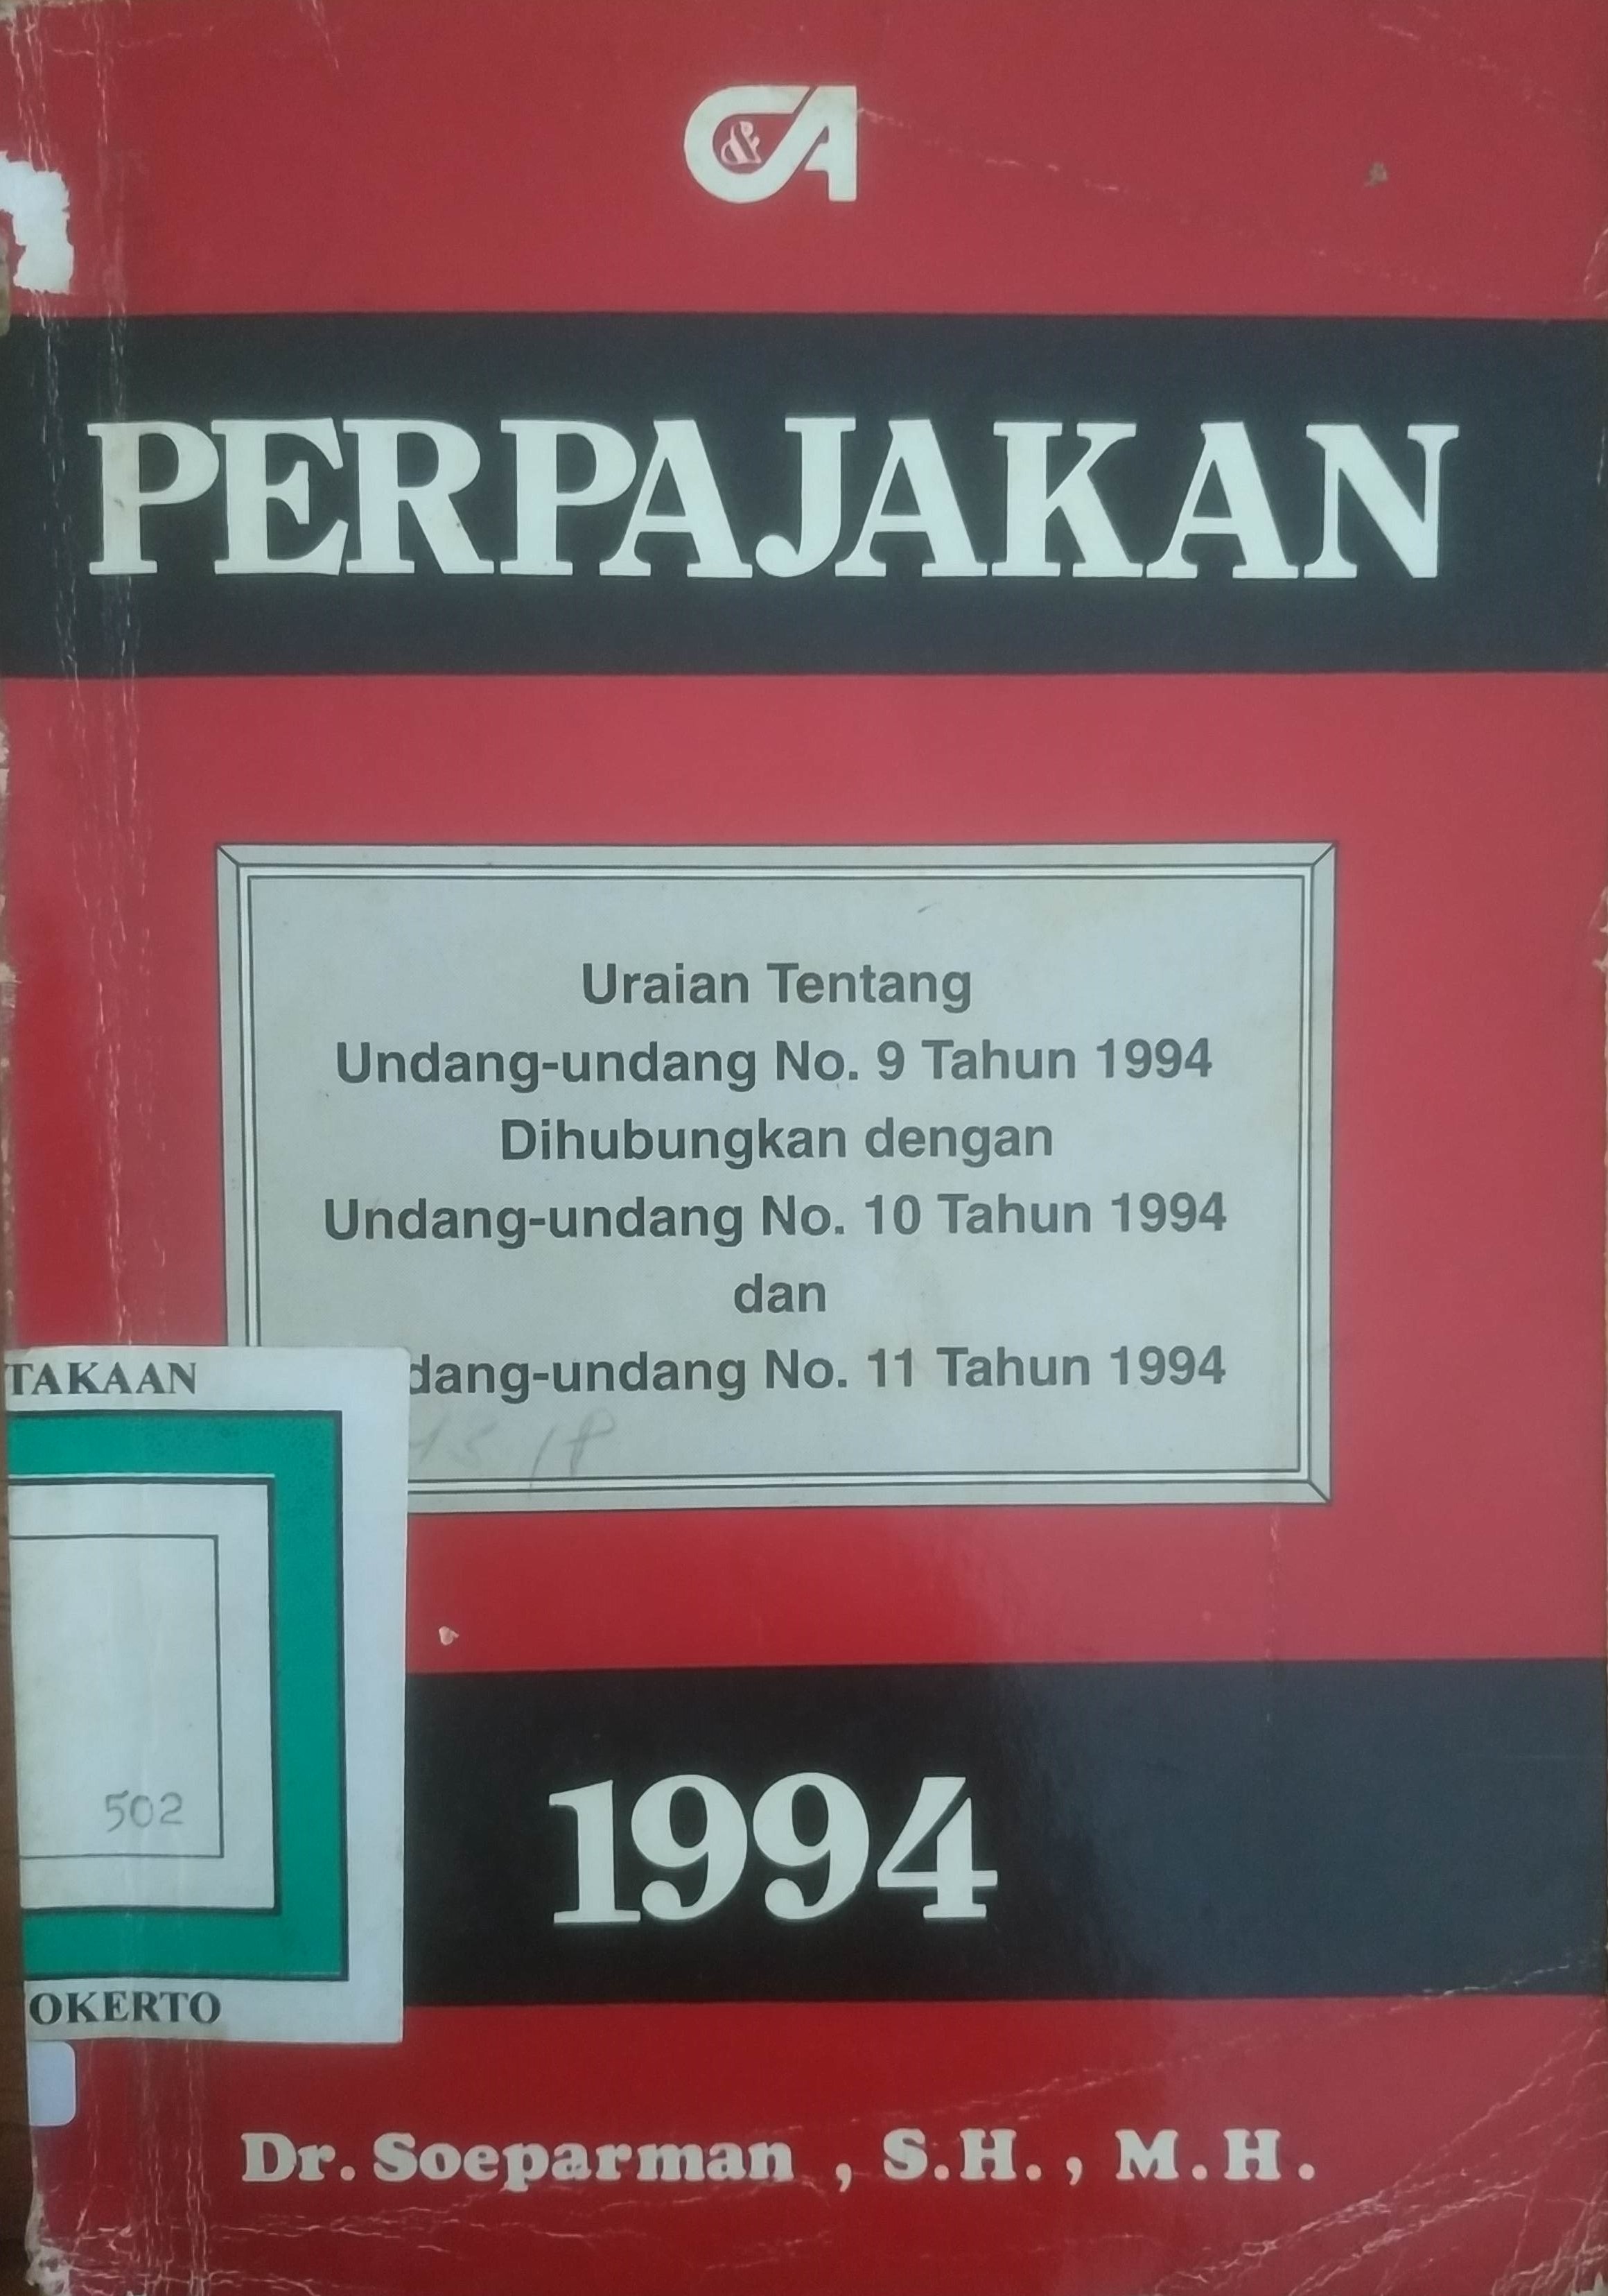 C&A
PERPAJAKAN
Uraian Tentang
Undang-undang No. 9 Tahun 1994
Dihubungkan dengan
Undang-undang No. 10 Tahun 1994
dan
dang-undang No. 11 Tahun 1994
TAKAAN
502
OKERTO
1994
Dr. Soeparman , S.H. , M.H.